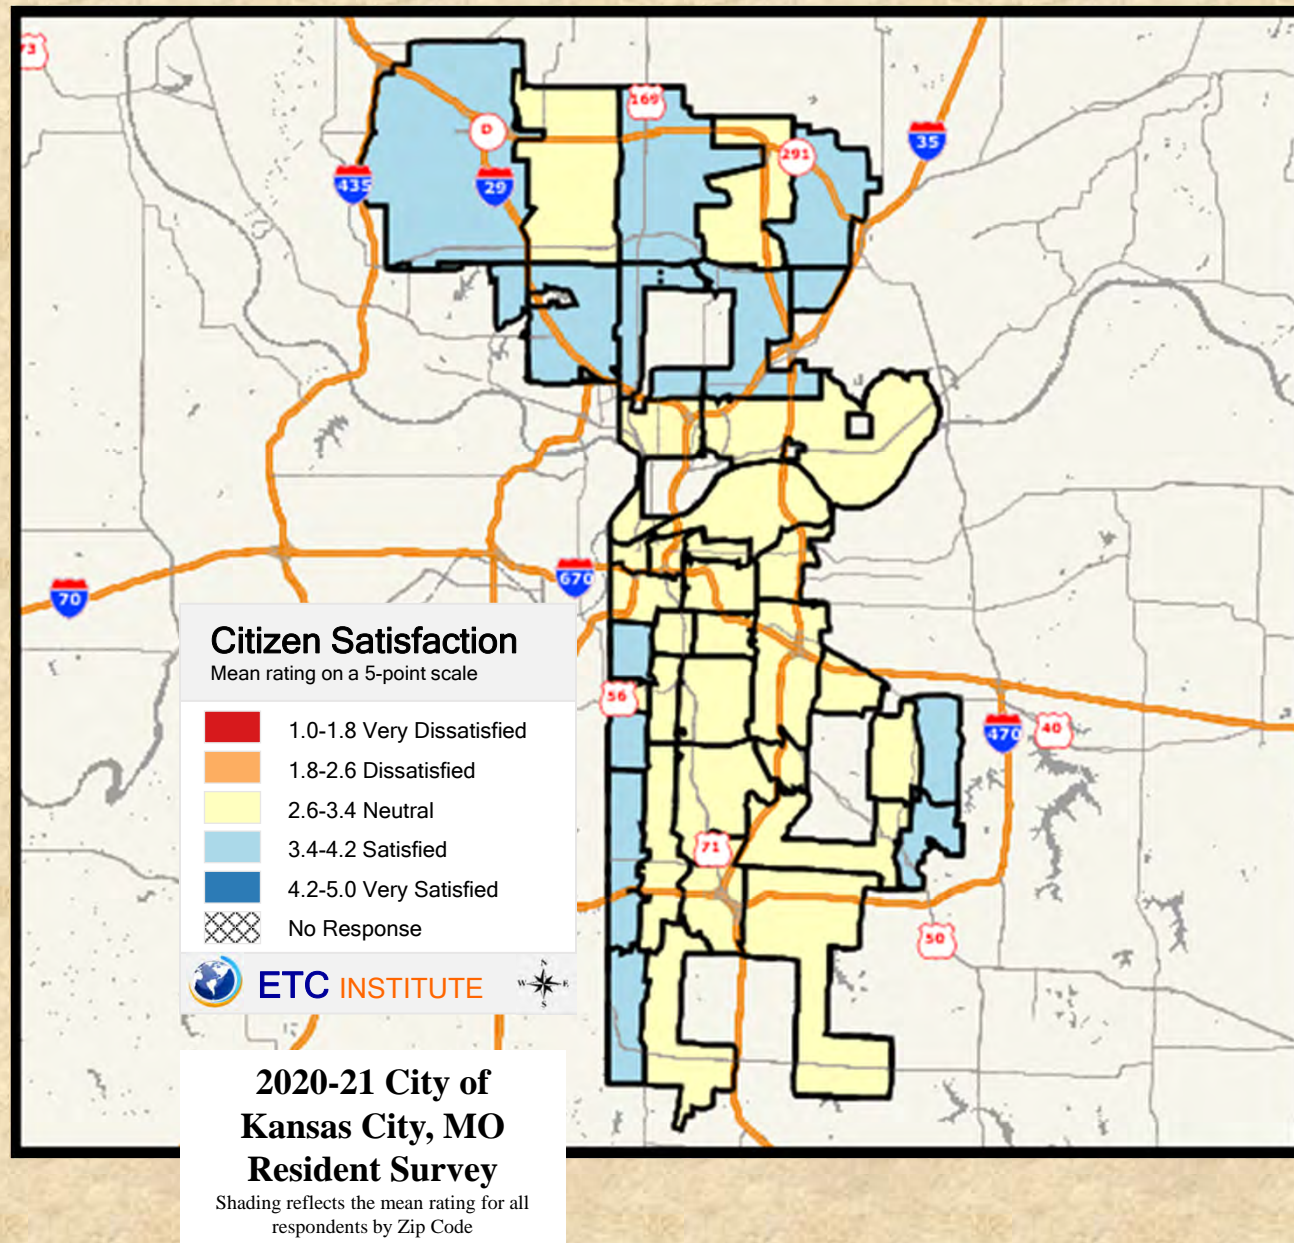 73
169
D
291
35
435
29
70
670
Citizen Satisfaction
Mean rating on a 5-point scale
1.0-1.8 Very Dissatisfied
1.8-2.6 Dissatisfied
2.6-3.4 Neutral
3.4-4.2 Satisfied
4.2-5.0 Very Satisfied
No Response
ETC INSTITUTE
N
W E
S
56
470
40
71
50
2020-21 City of
Kansas City, MO
Resident Survey
Shading reflects the mean rating for all
respondents by Zip Code